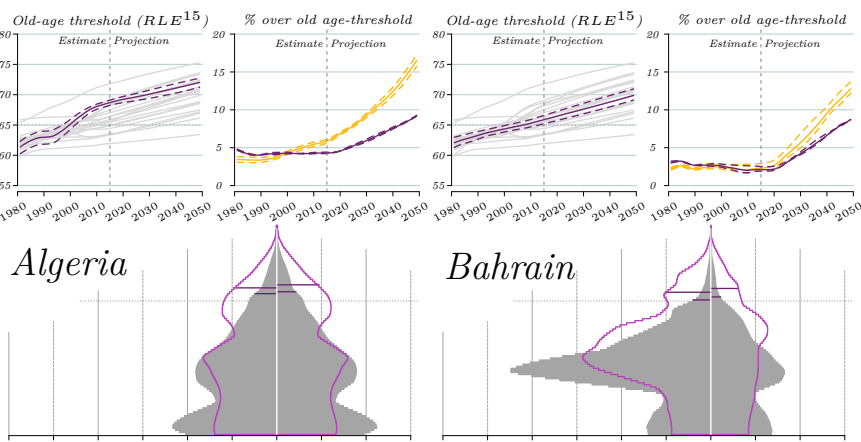 Old-age threshold (RLE¹⁵)
% over old age-threshold
Old-age threshold (RLE¹⁵)
% over old age-threshold
Estimate Projection
Estimate Projection
Estimate Projection
Estimate Projection
80
75
70
65
60
55
1980 1990 2000 2010 2020 2030 2040 2050
20
15
10
5
0
1980 1990 2000 2010 2020 2030 2040 2050
80
75
70
65
60
55
1980 1990 2000 2010 2020 2030 2040 2050
20
15
10
5
0
1980 1990 2000 2010 2020 2030 2040 2050
Algeria
Bahrain